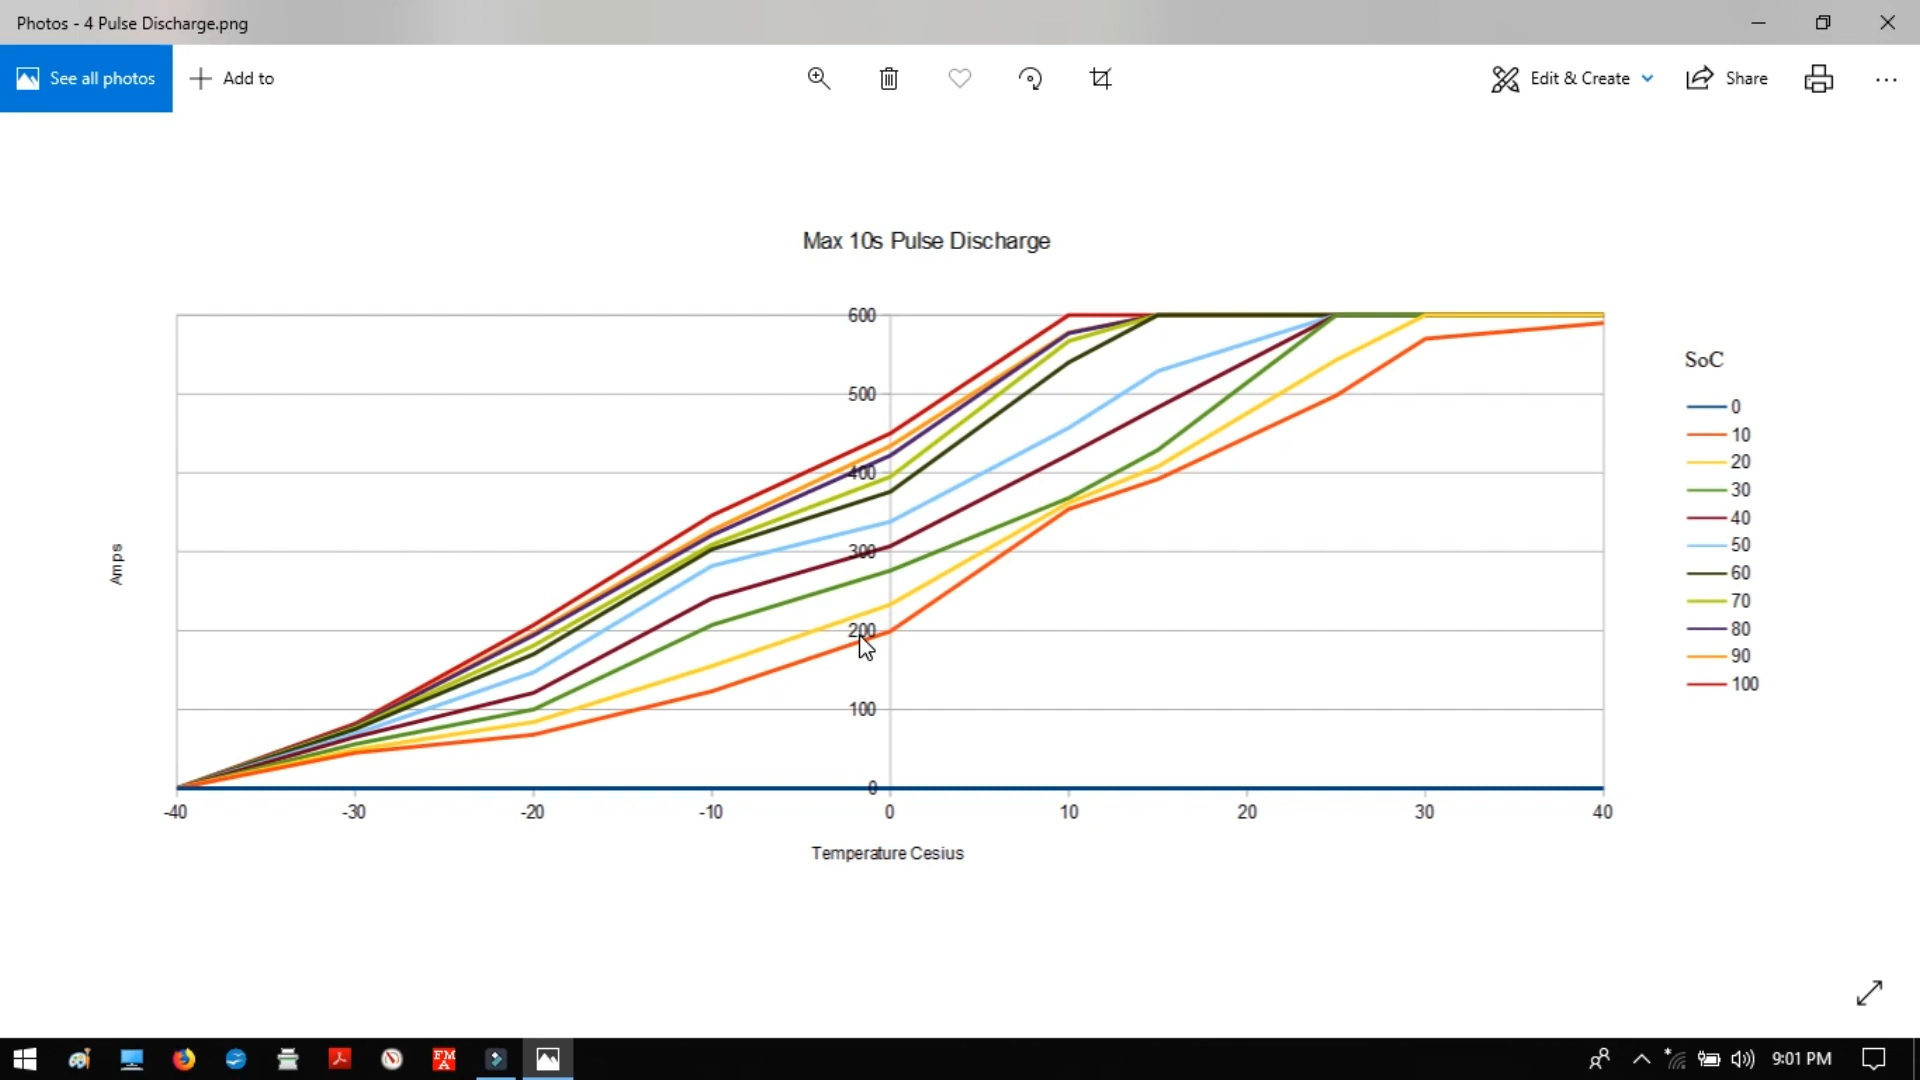 Photos - 4 Pulse Discharge.png
See all photos
Add to
Edit & Create
Share
Max 10s Pulse Discharge
600
500
400
300
200
100
0
Amps
-40 -30 -20 -10 0 10 20 30 40
Temperature Cesius
SoC
0
10
20
30
40
50
60
70
80
90
100
FM
A
9:01 PM